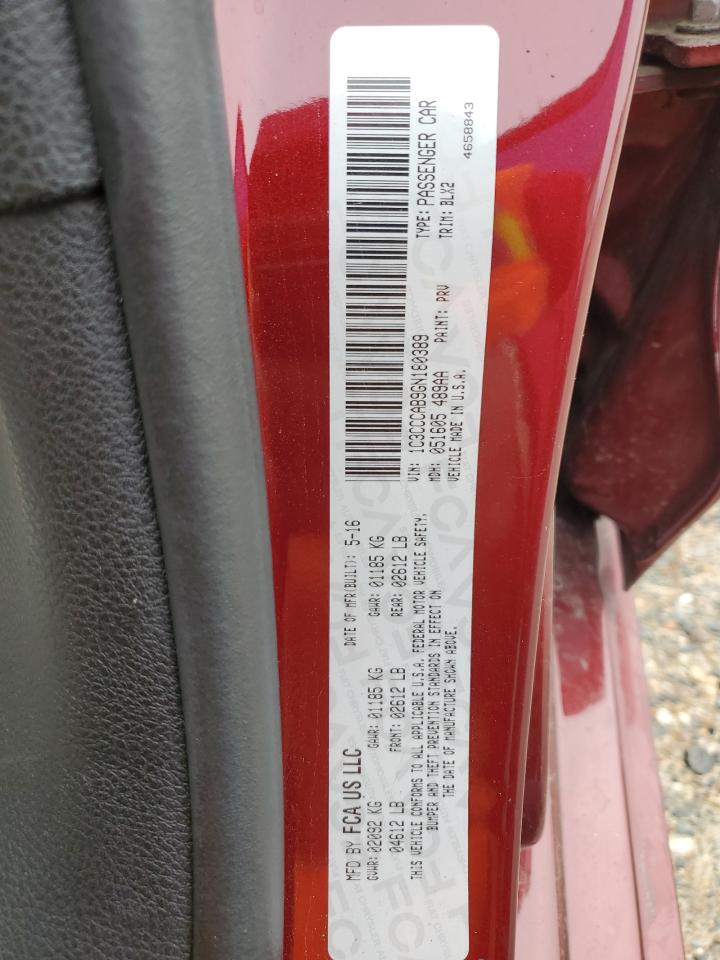 MFD BY FCA US LLC
DATE OF MFR(BUILT): 5-16
GVWR: 02092 KG
GAWR: 01185 KG
GAWR: 01185 KG
04612 LB
FRONT: 02612 LB
REAR: 02612 LB
THIS VEHICLE CONFORMS TO ALL APPLICABLE U.S.A. FEDERAL MOTOR VEHICLE SAFETY,
BUMPER AND THEFT PREVENTION STANDARDS IN EFFECT ON
THE DATE OF MANUFACTURE SHOWN ABOVE.
VIN: 1C3CCCAB9GN180389
TYPE: PASSENGER CAR
MDH: 051605 489AA
PAINT: PRV
TRIM: BLX2
VEHICLE MADE IN U.S.A.
4658843